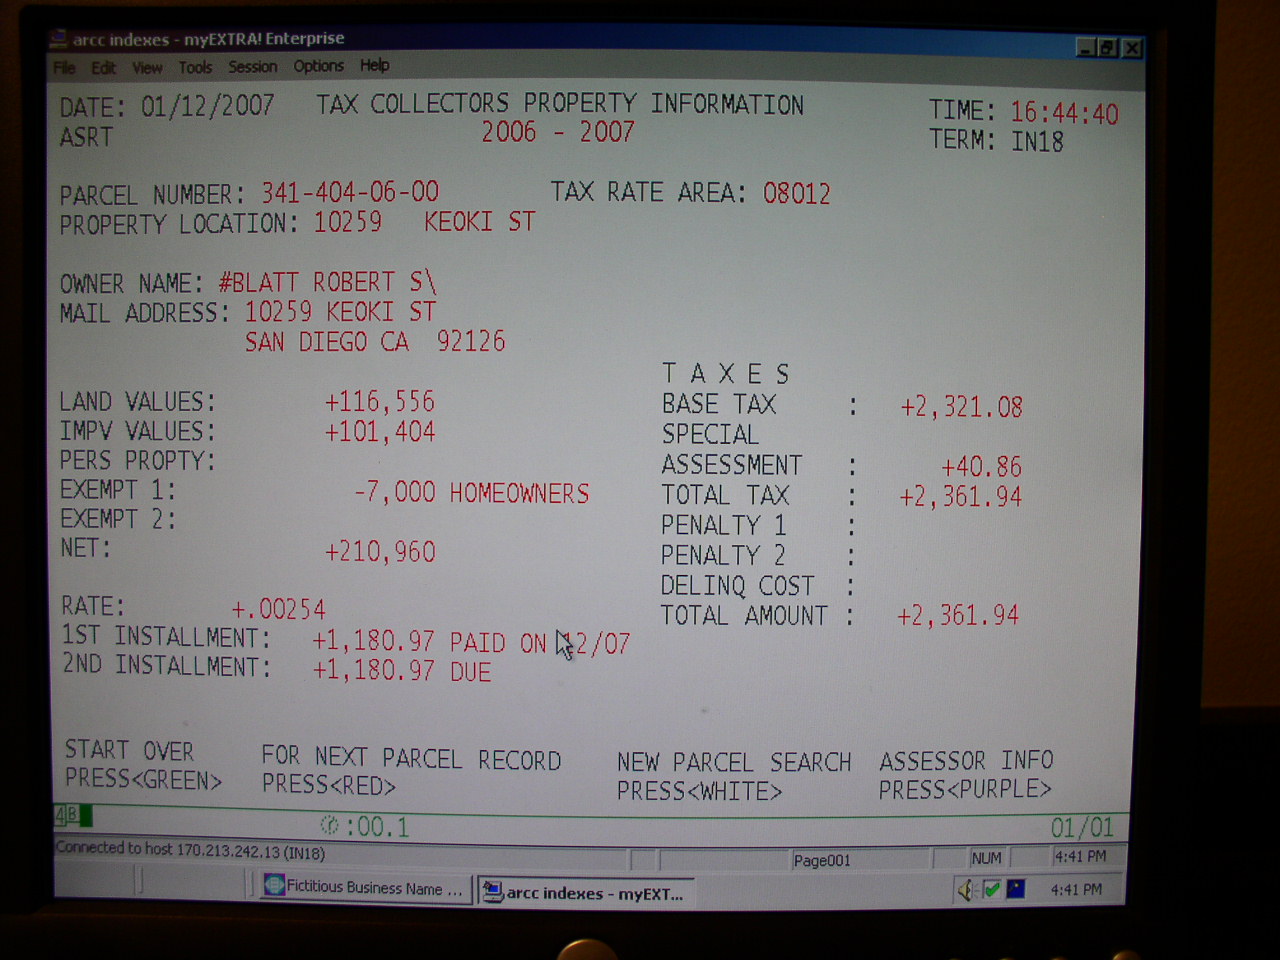 arcc indexes - myEXTRA! Enterprise
File Edit View Tools Session Options Help
DATE: 01/12/2007 TAX COLLECTORS PROPERTY INFORMATION TIME: 16:44:40
ASRT 2006 - 2007 TERM: IN18
PARCEL NUMBER: 341-404-06-00 TAX RATE AREA: 08012
PROPERTY LOCATION: 10259 KEOKI ST
OWNER NAME: #BLATT ROBERT S\
MAIL ADDRESS: 10259 KEOKI ST
SAN DIEGO CA 92126
T A X E S
LAND VALUES: +116,556 BASE TAX : +2,321.08
IMPV VALUES: +101,404 SPECIAL
PERS PROPTY: ASSESSMENT : +40.86
EXEMPT 1: -7,000 HOMEOWNERS TOTAL TAX : +2,361.94
EXEMPT 2: PENALTY 1 :
NET: +210,960 PENALTY 2 :
DELINQ COST :
RATE: +.00254 TOTAL AMOUNT : +2,361.94
1ST INSTALLMENT: +1,180.97 PAID ON 12/07
2ND INSTALLMENT: +1,180.97 DUE
START OVER FOR NEXT PARCEL RECORD NEW PARCEL SEARCH ASSESSOR INFO
PRESS<GREEN> PRESS<RED> PRESS<WHITE> PRESS<PURPLE>
4B :00.1 01/01
Connected to host 170.213.242.13 (IN18) Page001 NUM 4:41 PM
Fictitious Business Name ... arcc indexes - myEXT... 4:41 PM